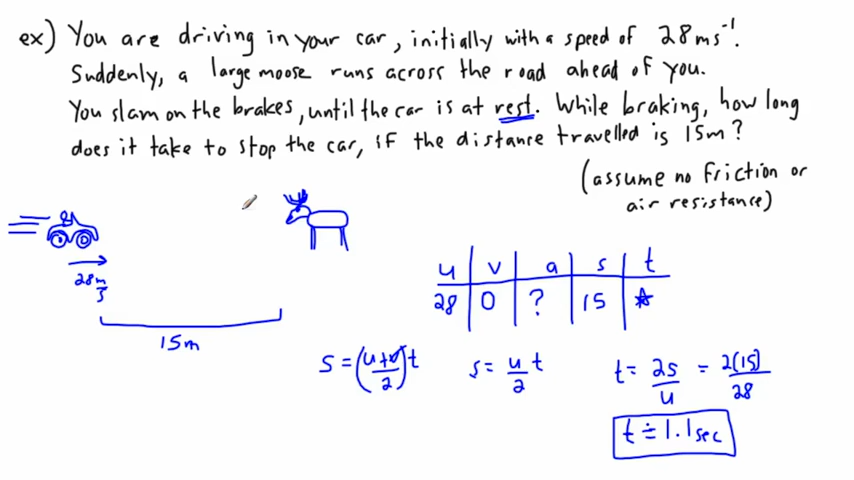 ex) You are driving in your car, initially with a speed of 28ms⁻¹.
Suddenly, a large moose runs across the road ahead of you.
You slam on the brakes, until the car is at rest. While braking, how long
does it take to stop the car, if the distance travelled is 15m?
(assume no friction or
air resistance)
28 m/s
15m
u | v | a | s | t
28 | 0 | ? | 15 | ☆
s = (u+v/2)t
s = u/2 t
t = 2s/u = 2(15)/28
t ≐ 1.1 sec